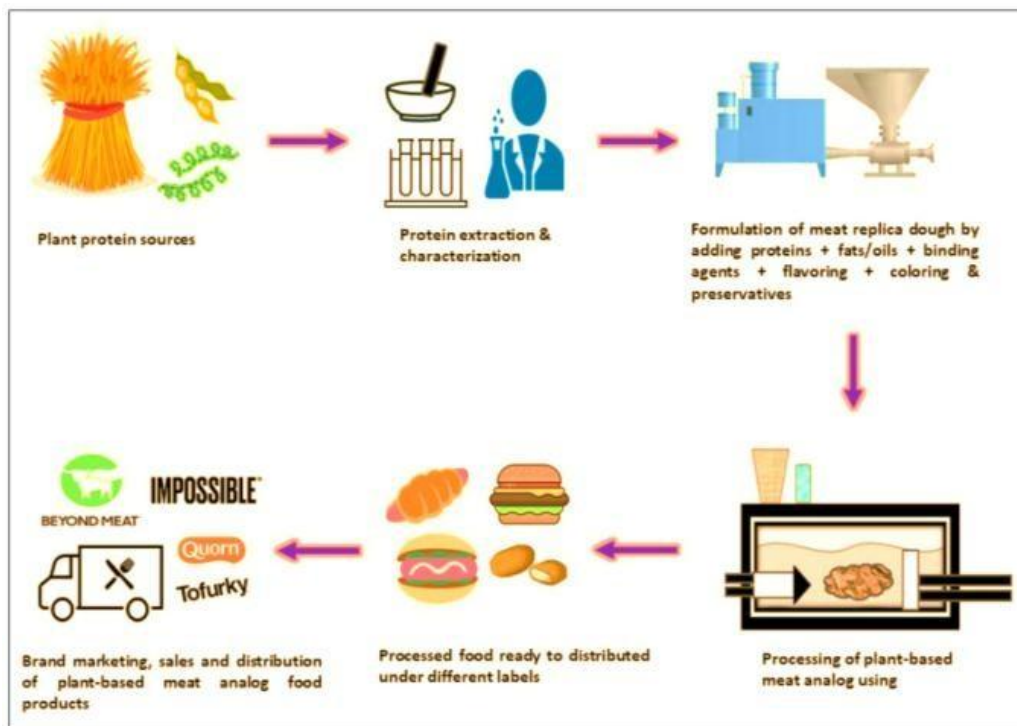 Plant protein sources
Protein extraction &
characterization
Formulation of meat replica dough by
adding proteins + fats/oils + binding
agents + flavoring + coloring &
preservatives
BEYOND MEAT
IMPOSSIBLE™
Quorn
Tofurky
Brand marketing, sales and distribution
of plant-based meat analog food
products
Processed food ready to distributed
under different labels
Processing of plant-based
meat analog using